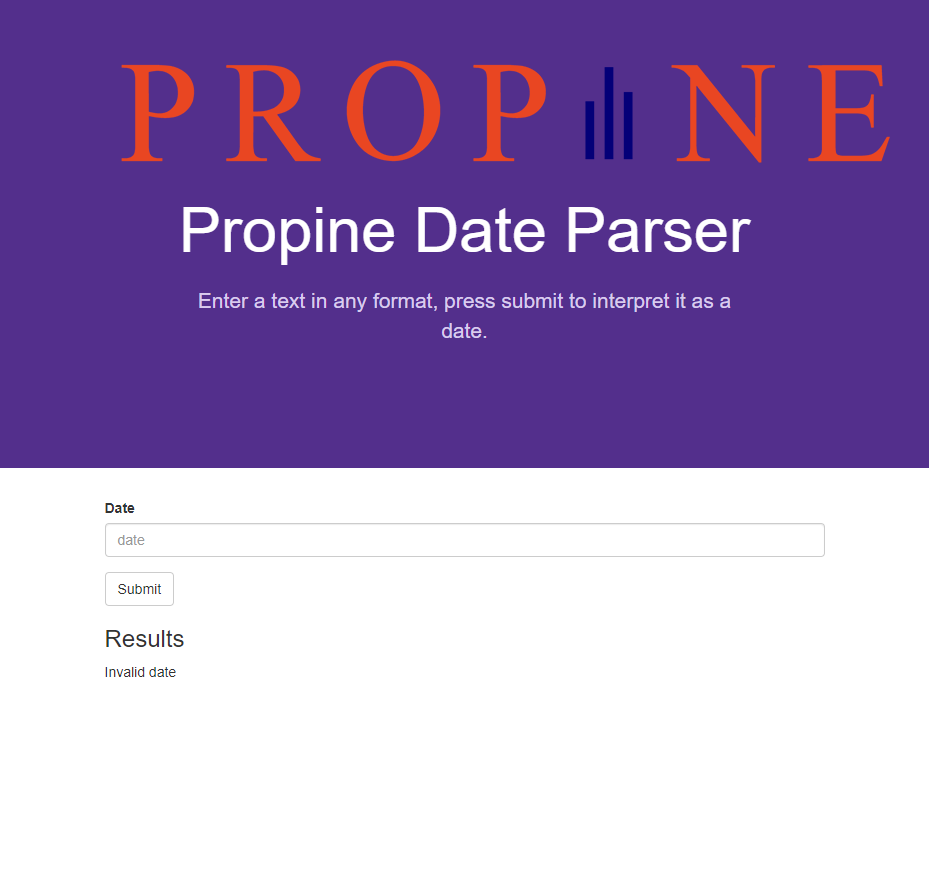 PROPINE
Propine Date Parser
Enter a text in any format, press submit to interpret it as a
date.
Date
date
Submit
Results
Invalid date